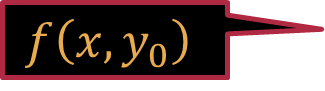 f(x, y₀)